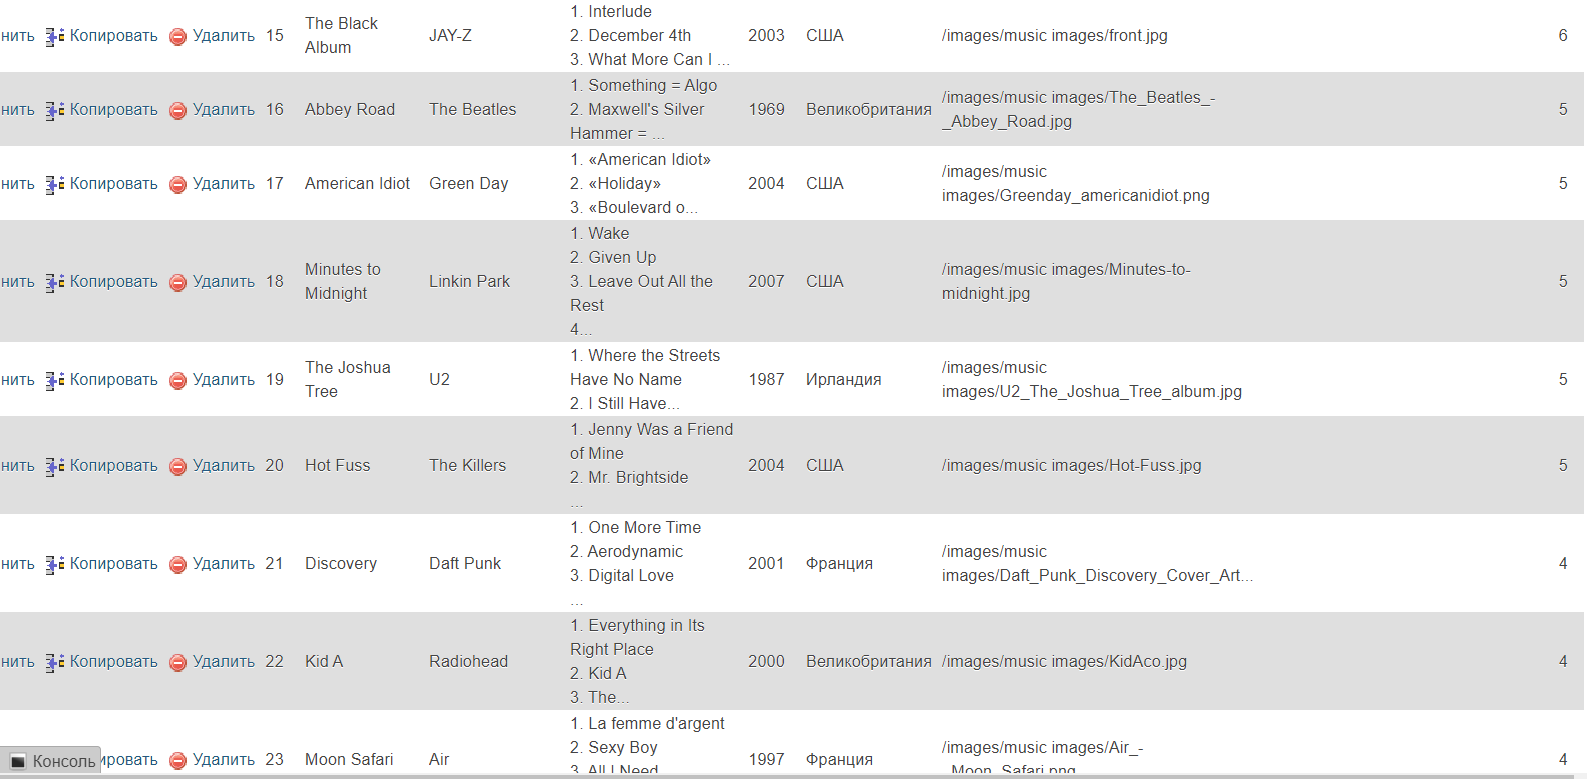 нить Копировать Удалить 15 The Black Album JAY-Z 1. Interlude
2. December 4th
3. What More Can I ... 2003 США /images/music images/front.jpg 6
нить Копировать Удалить 16 Abbey Road The Beatles 1. Something = Algo
2. Maxwell's Silver
Hammer = ... 1969 Великобритания /images/music images/The_Beatles_-
_Abbey_Road.jpg 5
нить Копировать Удалить 17 American Idiot Green Day 1. «American Idiot»
2. «Holiday»
3. «Boulevard o... 2004 США /images/music
images/Greenday_americanidiot.png 5
нить Копировать Удалить 18 Minutes to
Midnight Linkin Park 1. Wake
2. Given Up
3. Leave Out All the
Rest
4... 2007 США /images/music images/Minutes-to-
midnight.jpg 5
нить Копировать Удалить 19 The Joshua
Tree U2 1. Where the Streets
Have No Name
2. I Still Have... 1987 Ирландия /images/music
images/U2_The_Joshua_Tree_album.jpg 5
нить Копировать Удалить 20 Hot Fuss The Killers 1. Jenny Was a Friend
of Mine
2. Mr. Brightside
... 2004 США /images/music images/Hot-Fuss.jpg 5
нить Копировать Удалить 21 Discovery Daft Punk 1. One More Time
2. Aerodynamic
3. Digital Love
... 2001 Франция /images/music
images/Daft_Punk_Discovery_Cover_Art... 4
нить Копировать Удалить 22 Kid A Radiohead 1. Everything in Its
Right Place
2. Kid A
3. The... 2000 Великобритания /images/music images/KidAco.jpg 4
ировать Удалить 23 Moon Safari Air 1. La femme d'argent
2. Sexy Boy
3. All I Need 1997 Франция /images/music images/Air_-
_Moon_Safari.png 4
Консоль